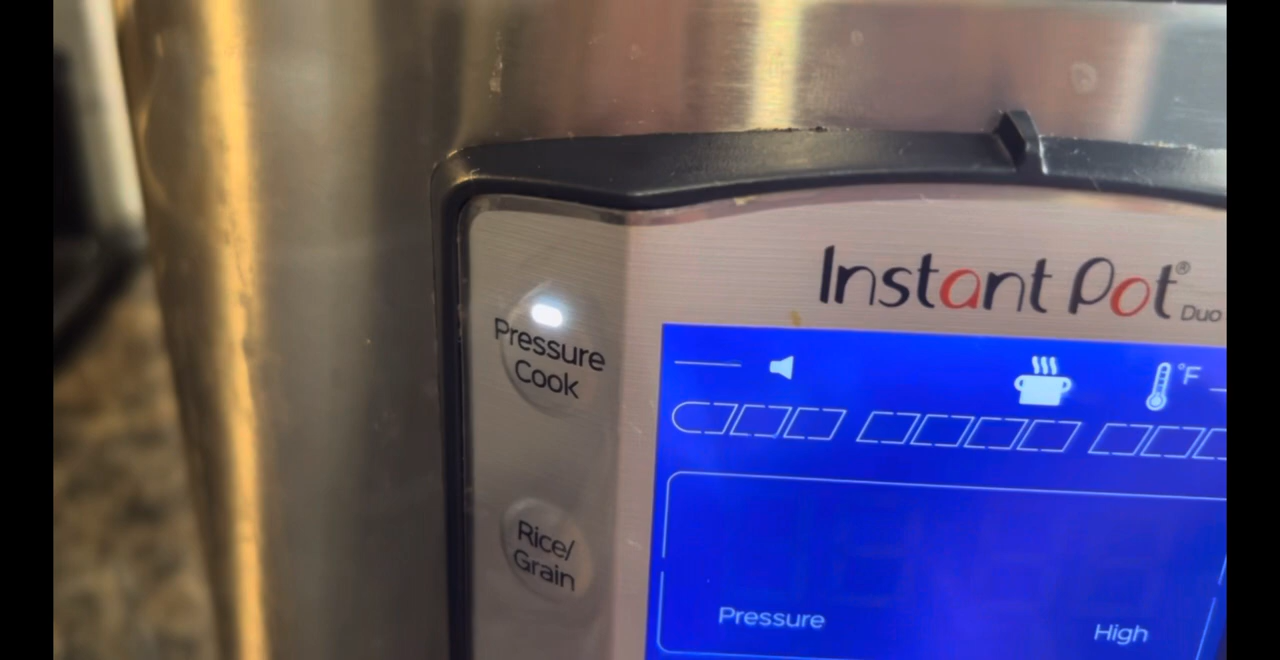 Instant Pot® Duo
Pressure
Cook
°F
Rice/
Grain
Pressure High